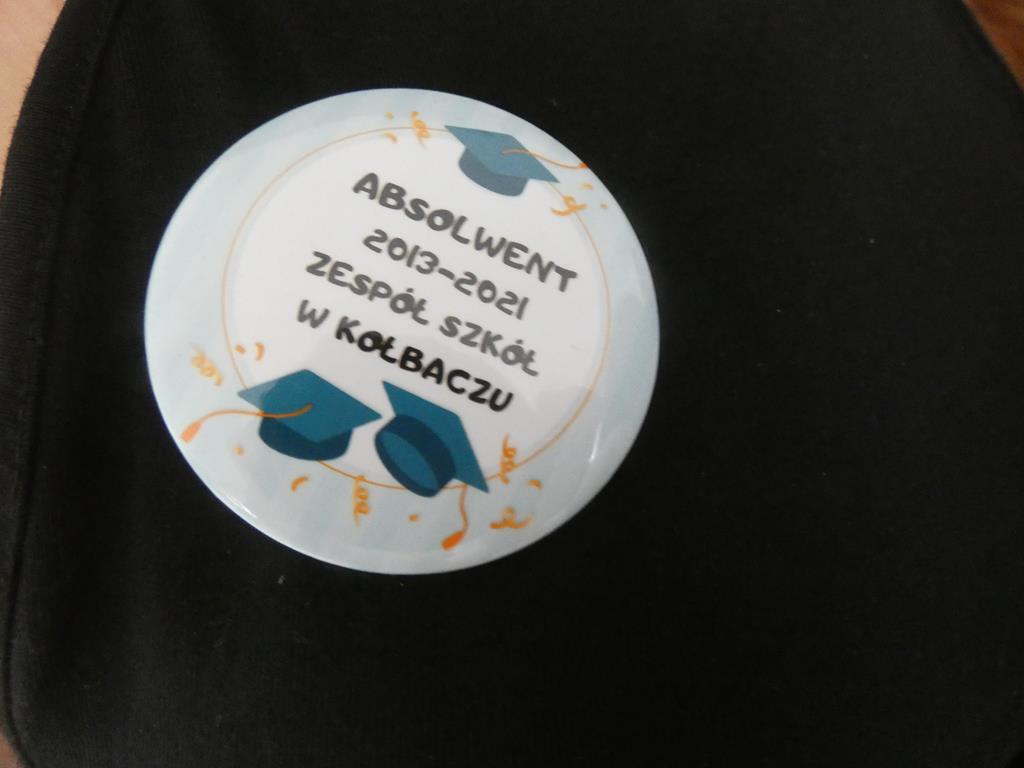 ABSOLWENT
2013-2021
ZESPÓŁ SZKÓŁ
W KOŁBACZU